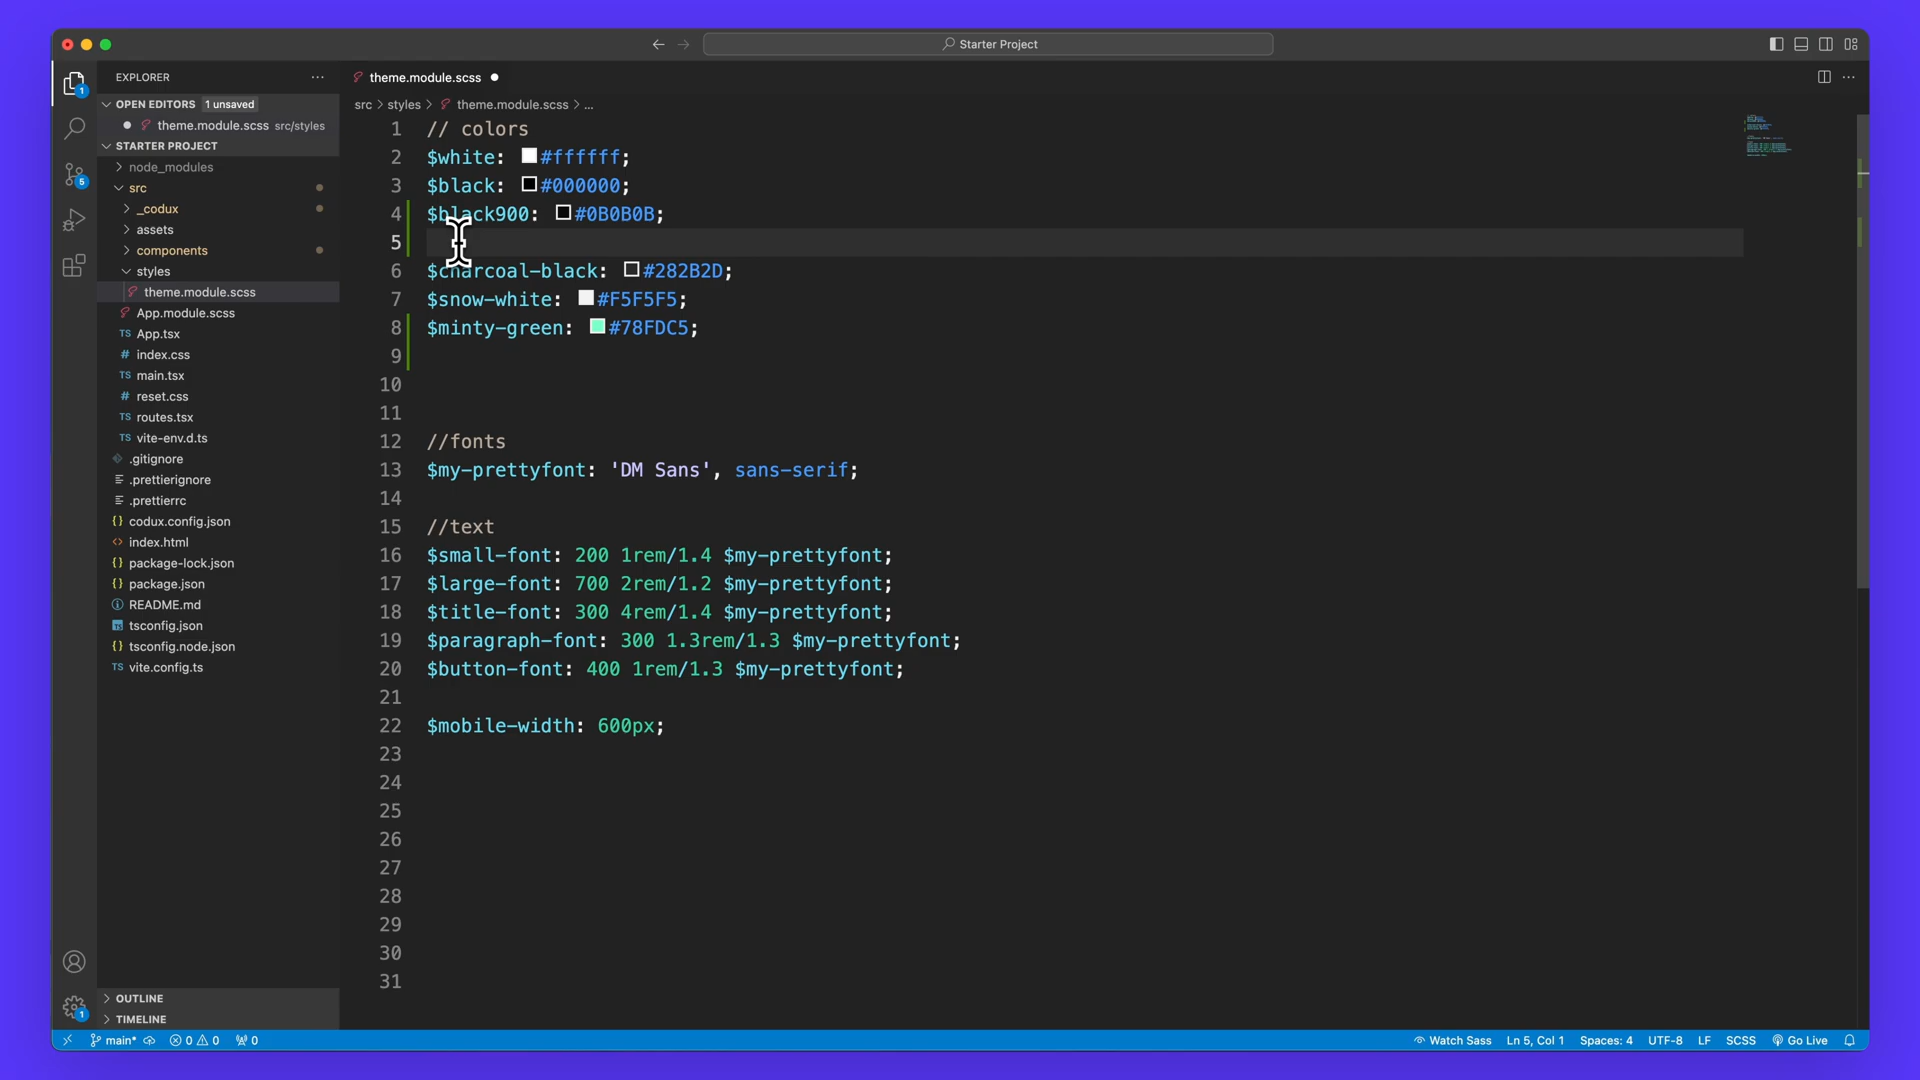 Starter Project
EXPLORER
theme.module.scss
1
OPEN EDITORS 1 unsaved
src > styles > theme.module.scss > ...
theme.module.scss src/styles
STARTER PROJECT
node_modules
src
_codux
assets
components
styles
theme.module.scss
App.module.scss
TS App.tsx
# index.css
TS main.tsx
# reset.css
TS routes.tsx
TS vite-env.d.ts
.gitignore
.prettierignore
.prettierrc
{} codux.config.json
<> index.html
{} package-lock.json
{} package.json
README.md
tsconfig.json
{} tsconfig.node.json
TS vite.config.ts
OUTLINE
TIMELINE
5
1
1 // colors
2 $white: #ffffff;
3 $black: #000000;
4 $black900: #0B0B0B;
5
6 $charcoal-black: #282B2D;
7 $snow-white: #F5F5F5;
8 $minty-green: #78FDC5;
9
10
11
12 //fonts
13 $my-prettyfont: 'DM Sans', sans-serif;
14
15 //text
16 $small-font: 200 1rem/1.4 $my-prettyfont;
17 $large-font: 700 2rem/1.2 $my-prettyfont;
18 $title-font: 300 4rem/1.4 $my-prettyfont;
19 $paragraph-font: 300 1.3rem/1.3 $my-prettyfont;
20 $button-font: 400 1rem/1.3 $my-prettyfont;
21
22 $mobile-width: 600px;
23
24
25
26
27
28
29
30
31
main* 0 0 0 Watch Sass Ln 5, Col 1 Spaces: 4 UTF-8 LF SCSS Go Live